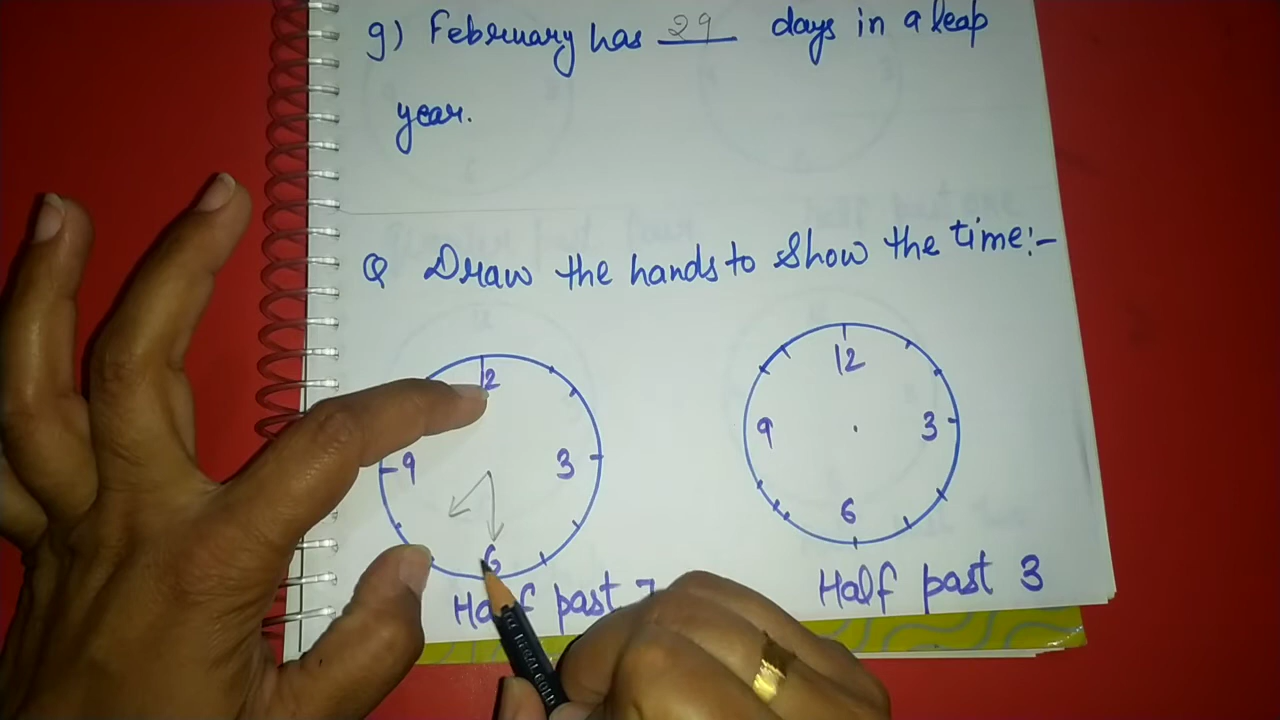 g) February has 29 days in a leap
year.
Q Draw the hands to Show the time:-
12
9 3
6
Half past 7
12
9 3
6
Half past 3